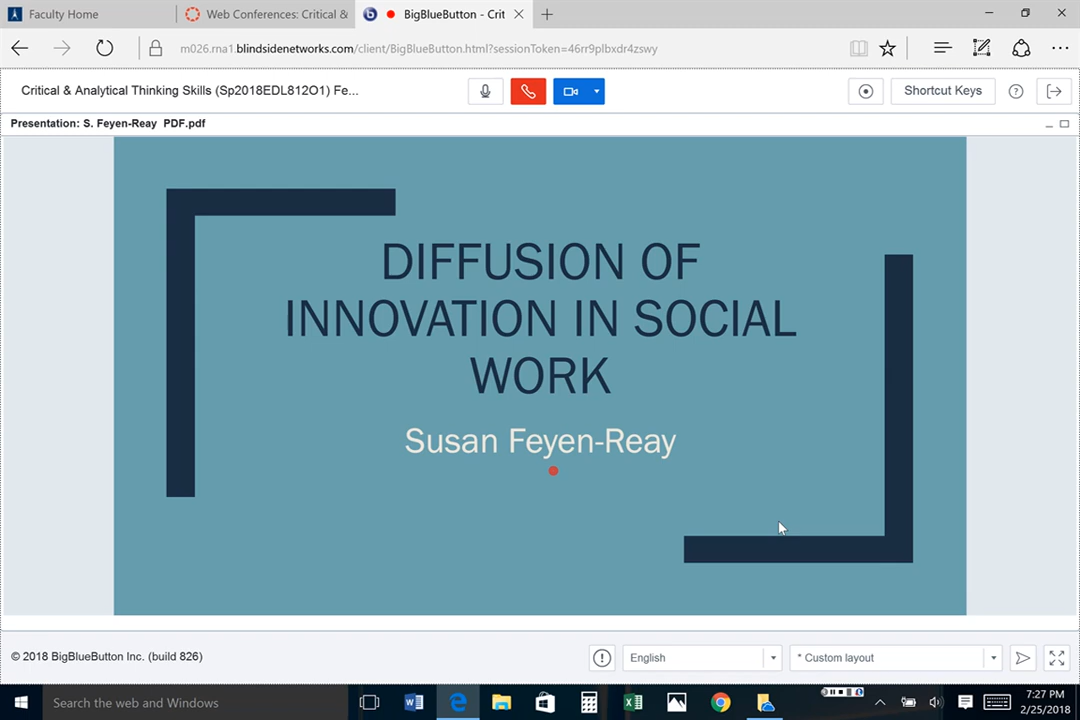 Faculty Home
Web Conferences: Critical &
BigBlueButton - Crit
m026.rna1.blindsidenetworks.com/client/BigBlueButton.html?sessionToken=46rr9plbxdr4zswy
Critical & Analytical Thinking Skills (Sp2018EDL812O1) Fe...
Shortcut Keys
Presentation: S. Feyen-Reay PDF.pdf
DIFFUSION OF
INNOVATION IN SOCIAL
WORK
Susan Feyen-Reay
© 2018 BigBlueButton Inc. (build 826)
English
* Custom layout
Search the web and Windows
7:27 PM
2/25/2018